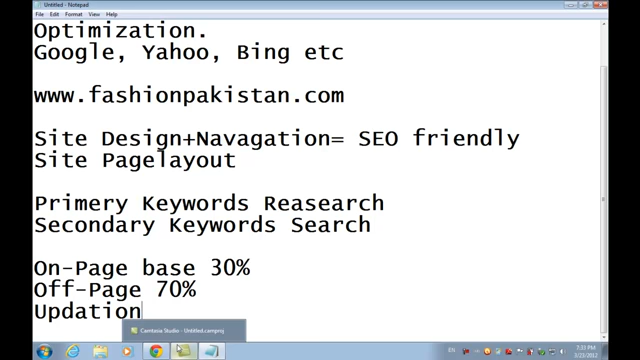 Untitled - Notepad
File Edit Format View Help
Optimization.
Google, Yahoo, Bing etc
www.fashionpakistan.com
Site Design+Navagation= SEO friendly
Site Pagelayout
Primery Keywords Reasearch
Secondary Keywords Search
On-Page base 30%
Off-Page 70%
Updation
Camtasia Studio - Untitled.camproj
EN
7:31 PM
3/23/2012